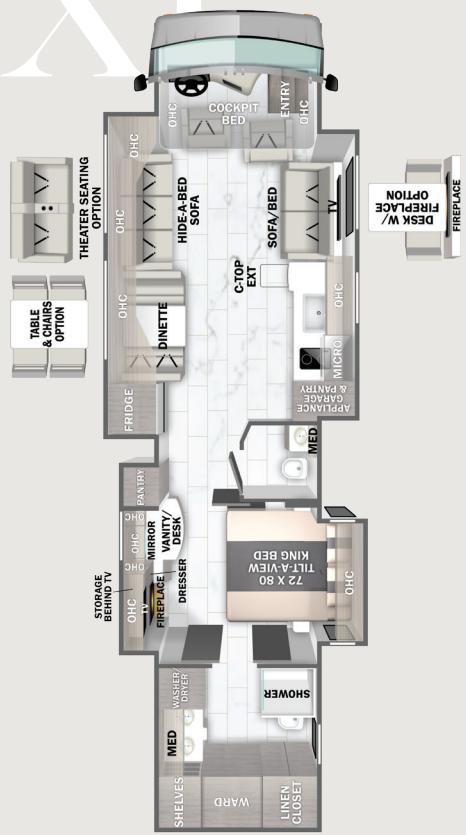 XL
THEATER SEATING
OPTION
TABLE
& CHAIRS
OPTION
DESK W/
FIREPLACE
OPTION
FIREPLACE
COCKPIT
BED
OHC
ENTRY
OHC
OHC
HIDE-A-BED
SOFA
SOFA/BED
TV
OHC
DINETTE
C-TOP
EXT
OHC
MICRO
FRIDGE
APPLIANCE
GARAGE
& PANTRY
PANTRY
MED
OHC
OHC
OHC
MIRROR
VANITY/
DESK
STORAGE
BEHIND TV
OHC
TV
FIREPLACE
DRESSER
72 X 80
TILT-A-VIEW
KING BED
OHC
WASHER/
DRYER
MED
SHOWER
SHELVES
WARD
LINEN
CLOSET